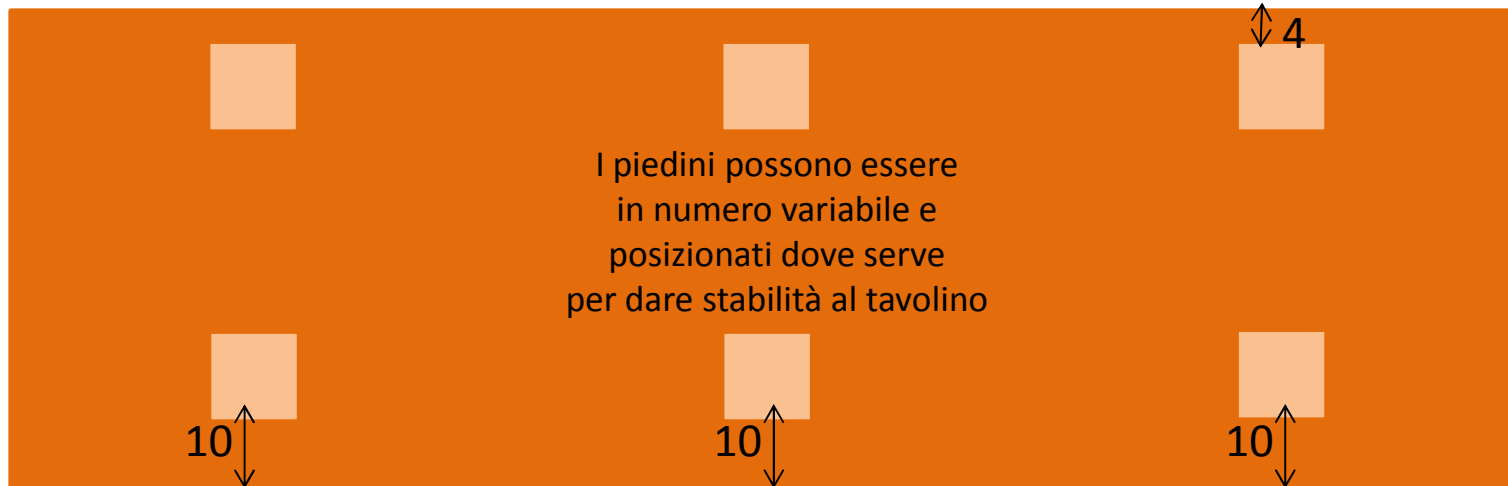 4
I piedini possono essere
in numero variabile e
posizionati dove serve
per dare stabilità al tavolino
10
10
10